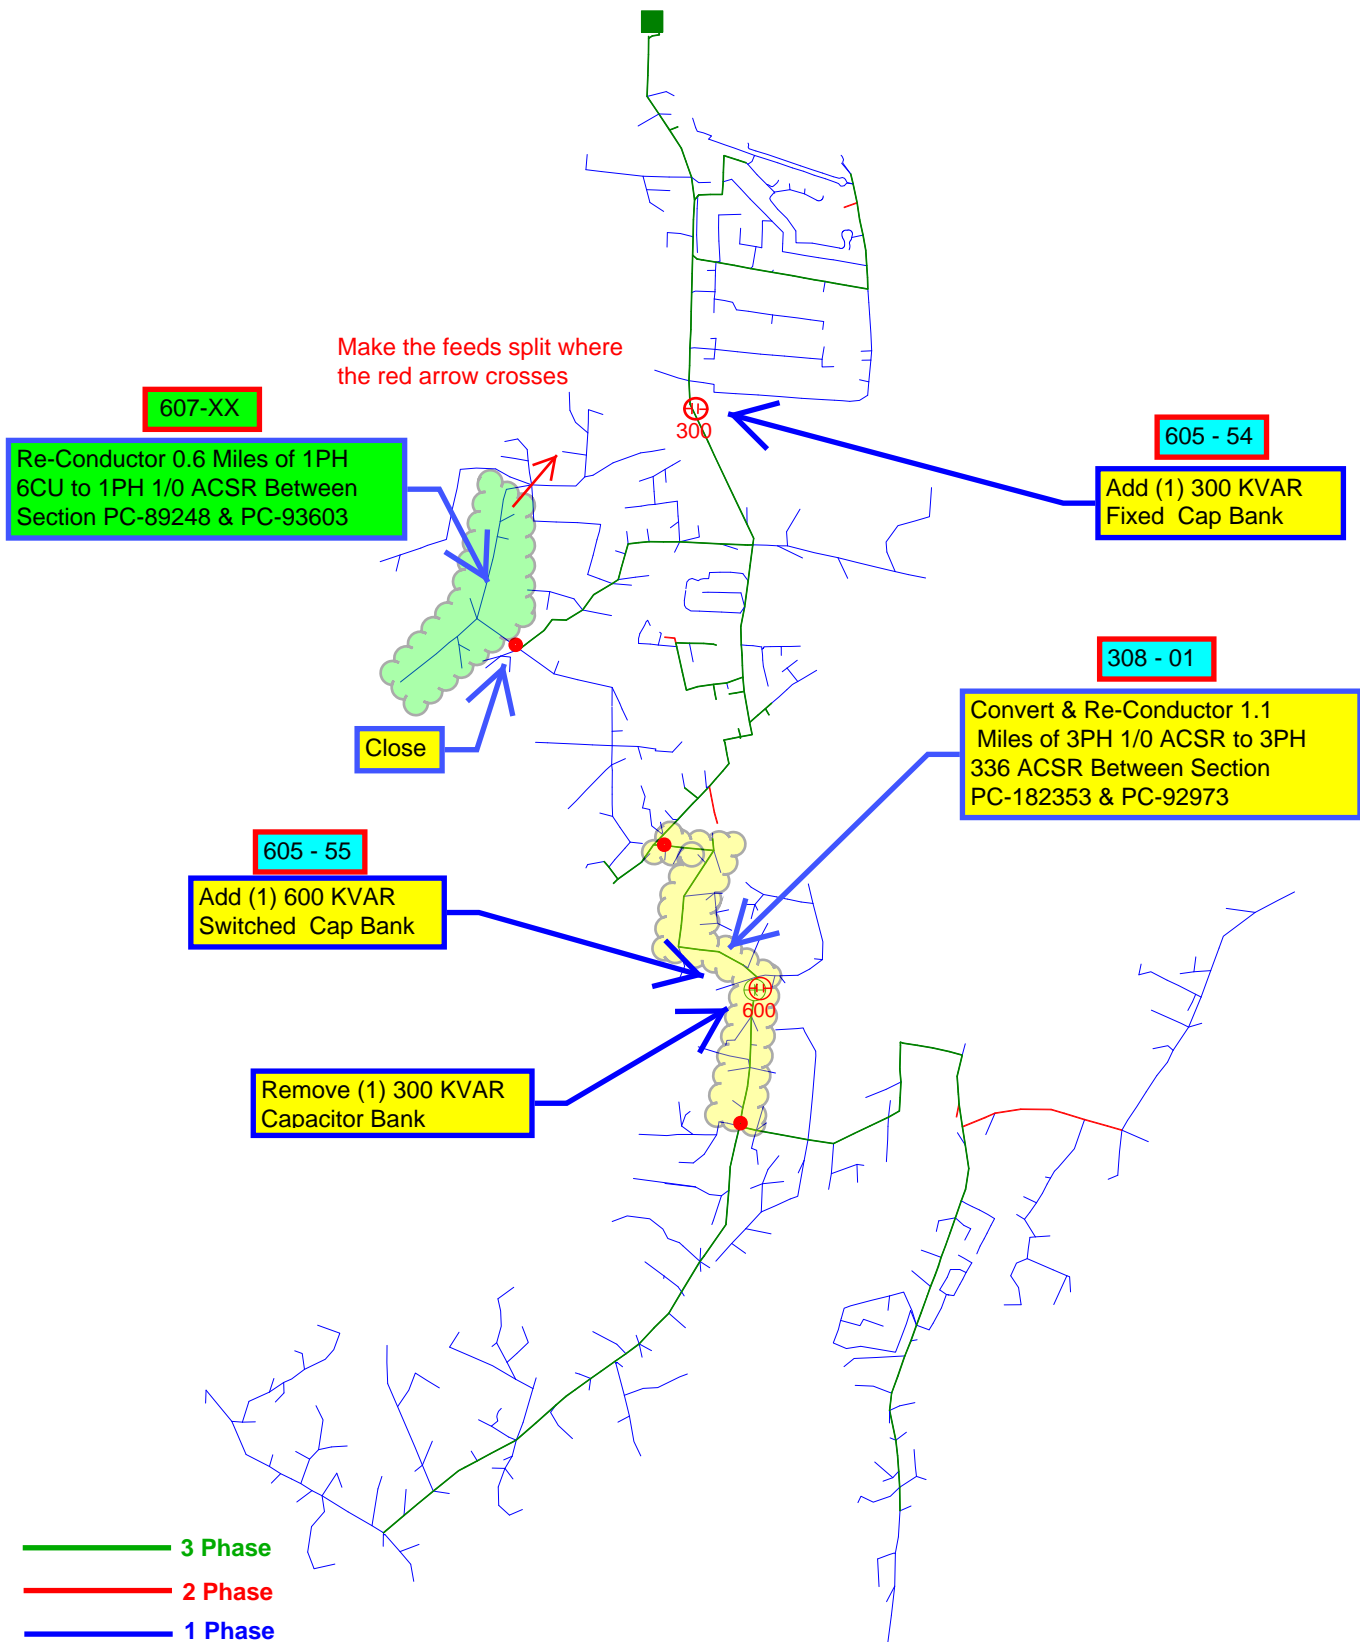 Make the feeds split where
the red arrow crosses
607-XX
Re-Conductor 0.6 Miles of 1PH
6CU to 1PH 1/0 ACSR Between
Section PC-89248 & PC-93603
300
605 - 54
Add (1) 300 KVAR
Fixed Cap Bank
308 - 01
Convert & Re-Conductor 1.1
Miles of 3PH 1/0 ACSR to 3PH
336 ACSR Between Section
PC-182353 & PC-92973
Close
605 - 55
Add (1) 600 KVAR
Switched Cap Bank
600
Remove (1) 300 KVAR
Capacitor Bank
3 Phase
2 Phase
1 Phase